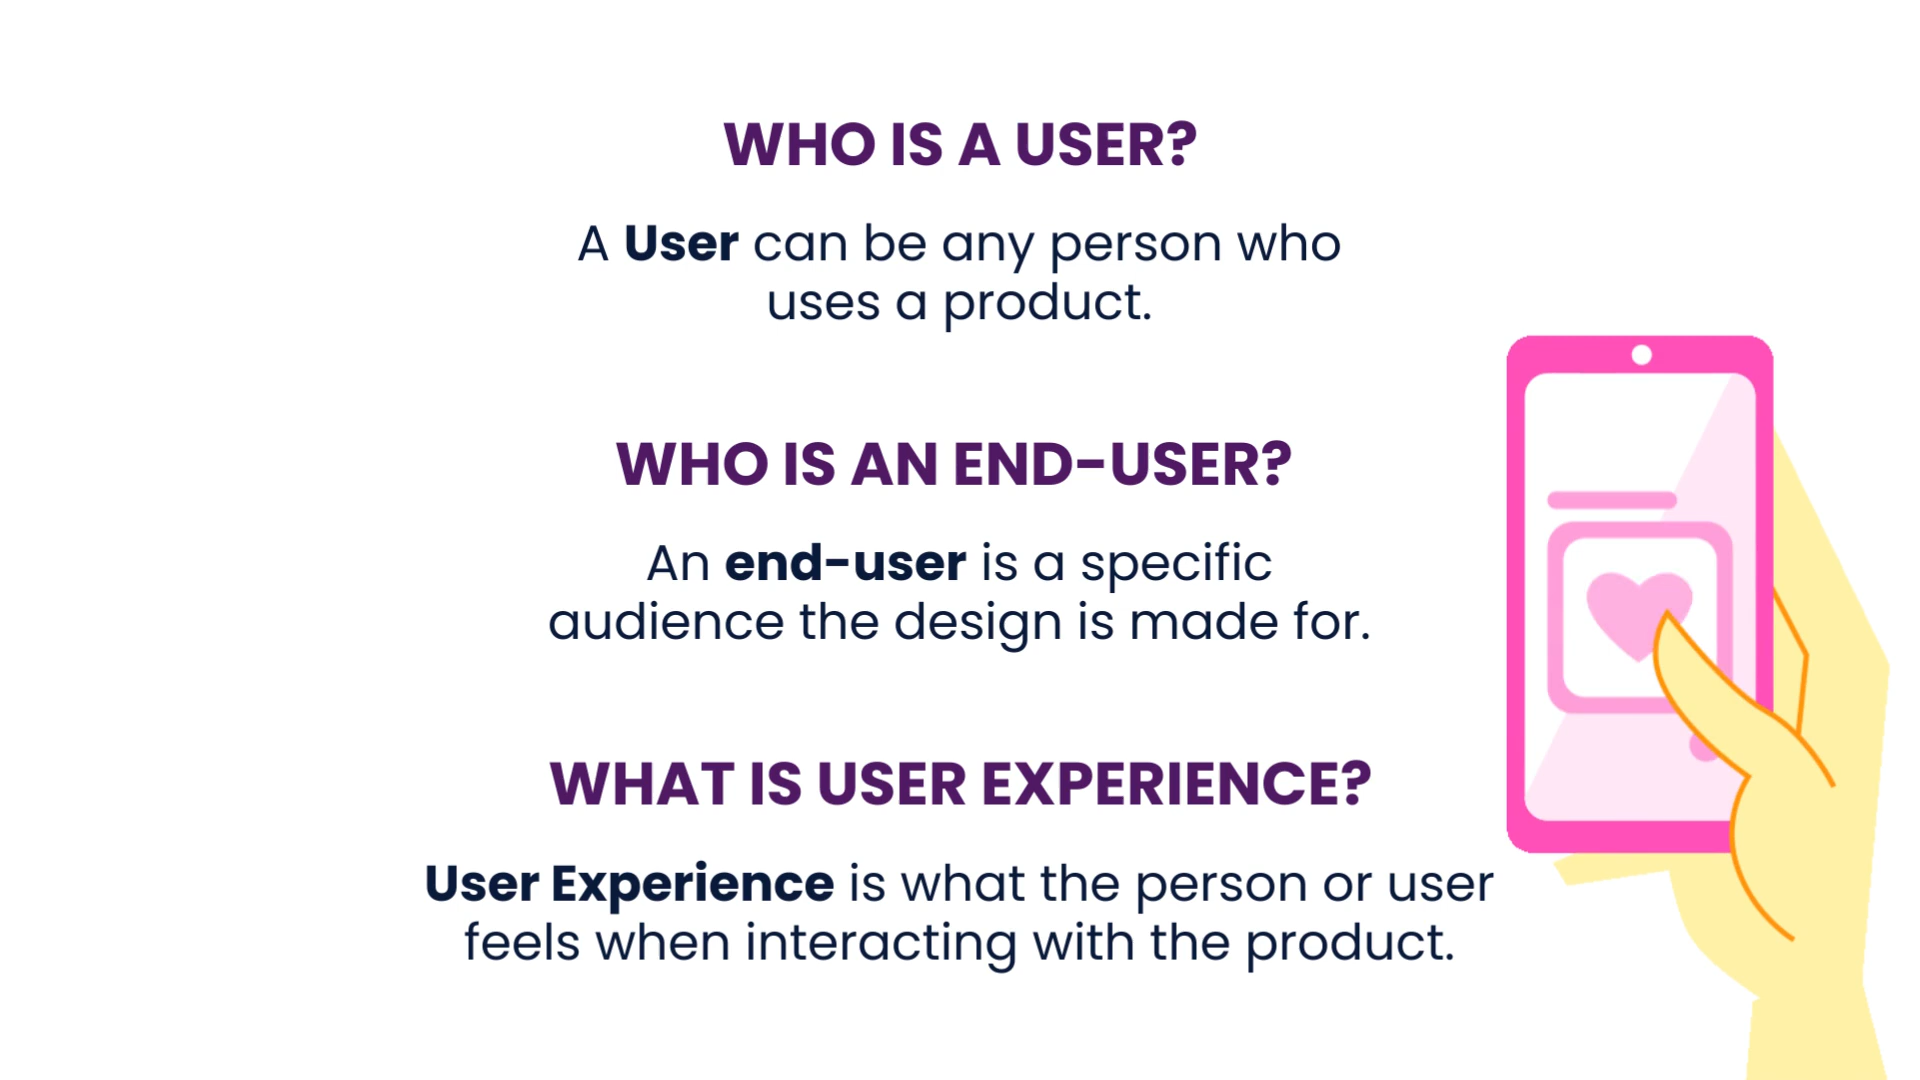 WHO IS A USER?
A User can be any person who
uses a product.
WHO IS AN END-USER?
An end-user is a specific
audience the design is made for.
WHAT IS USER EXPERIENCE?
User Experience is what the person or user
feels when interacting with the product.